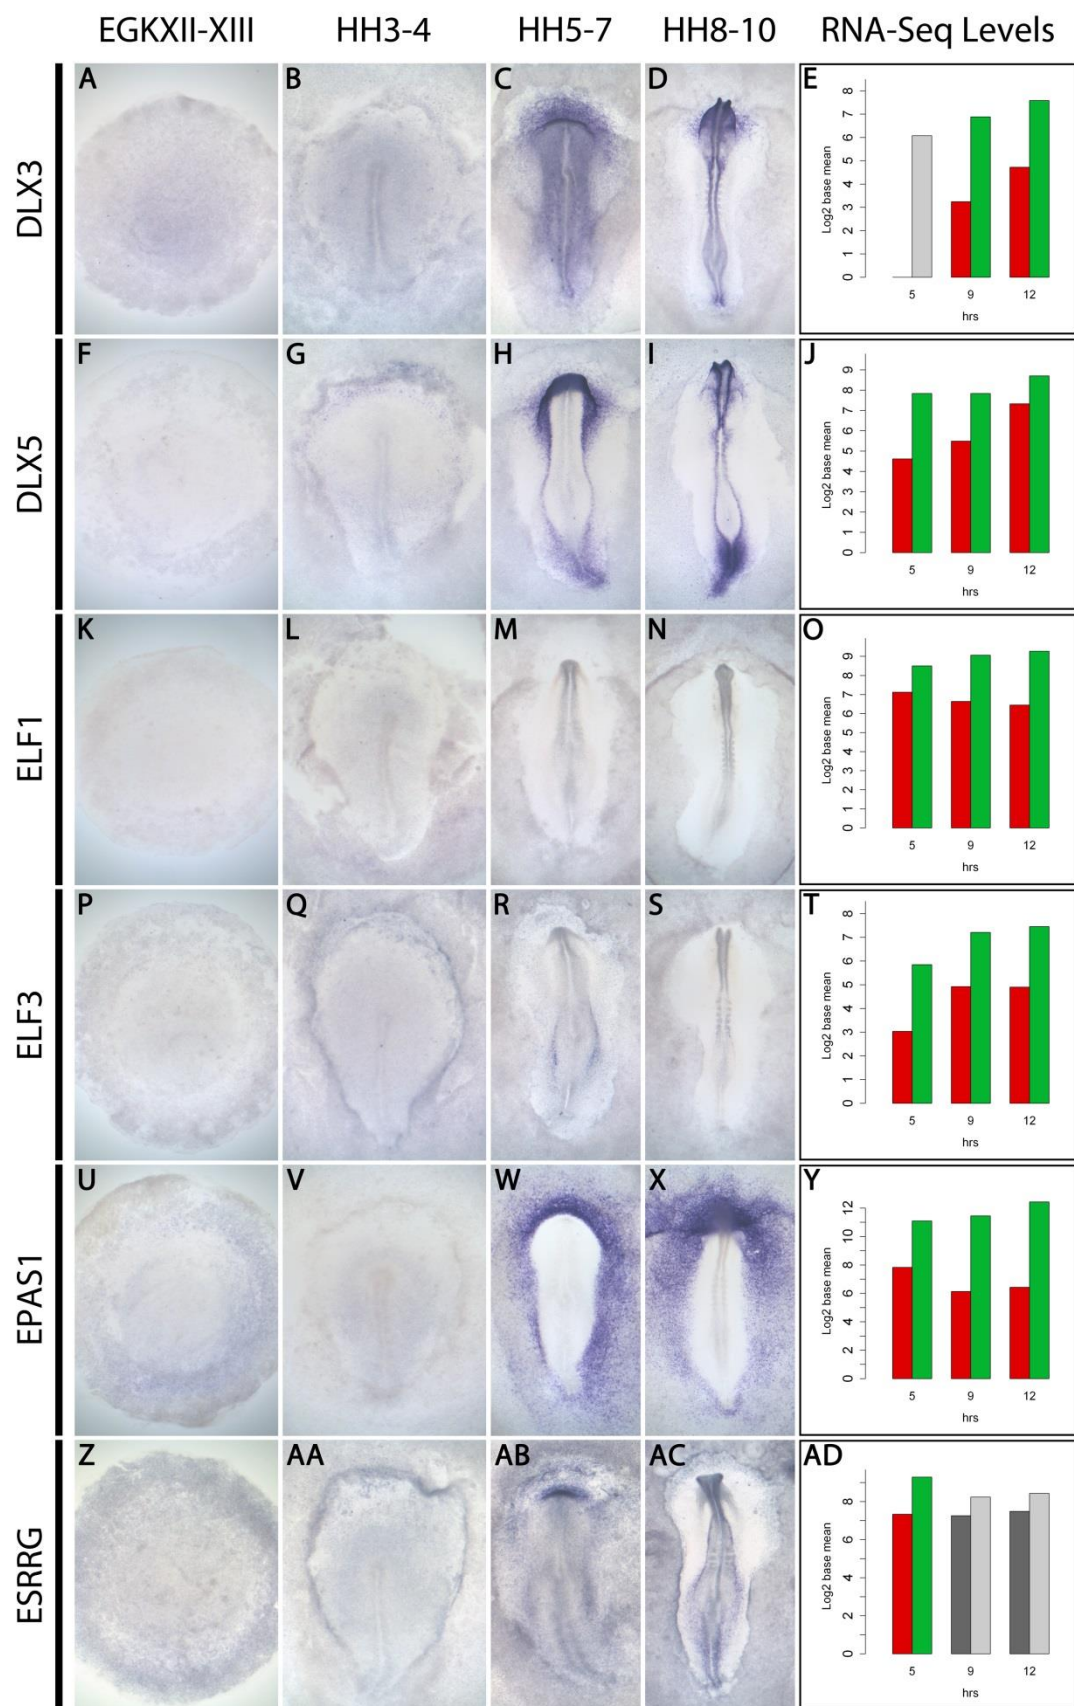 EGKXII-XIII HH3-4 HH5-7 HH8-10 RNA-Seq Levels
DLX3
A B C D E
Log2 base mean
0 1 2 3 4 5 6 7 8
5 9 12
hrs
DLX5
F G H I J
Log2 base mean
0 1 2 3 4 5 6 7 8 9
5 9 12
hrs
ELF1
K L M N O
Log2 base mean
0 1 2 3 4 5 6 7 8 9
5 9 12
hrs
ELF3
P Q R S T
Log2 base mean
0 1 2 3 4 5 6 7 8
5 9 12
hrs
EPAS1
U V W X Y
Log2 base mean
0 2 4 6 8 10 12
5 9 12
hrs
ESRRG
Z AA AB AC AD
Log2 base mean
0 2 4 6 8
5 9 12
hrs